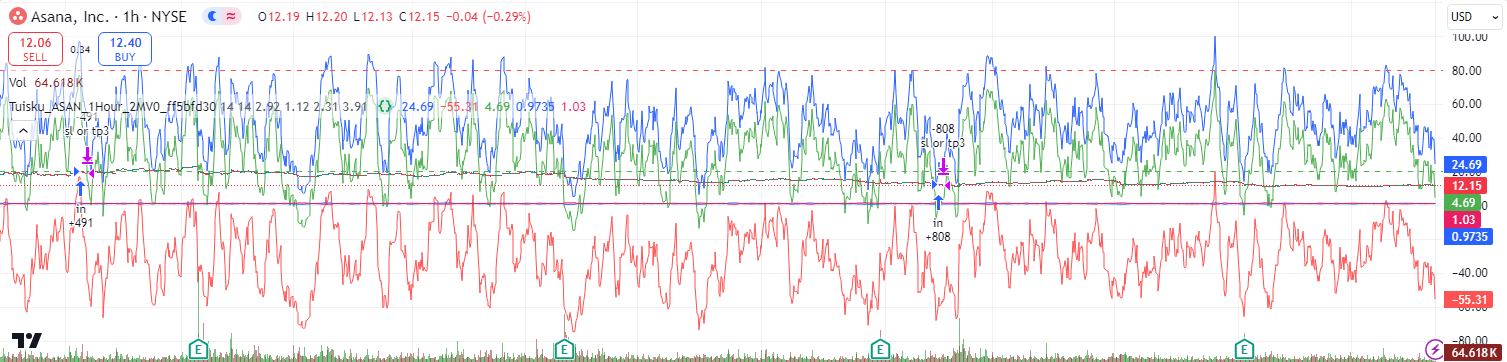 Asana, Inc. · 1h · NYSE O12.19 H12.20 L12.13 C12.15 −0.04 (−0.29%)
USD
12.06
SELL
0.34
12.40
BUY
Vol 64.618K
Tuisku_ASAN_1Hour_2MV0_ff5bfd30 14 14 2.92 1.12 2.31 3.91 {} 24.69 −55.31 4.69 0.9735 1.03
-491
sl or tp3
in
+491
-808
sl or tp3
in
+808
100.00
80.00
60.00
40.00
24.69
12.15
4.69
1.03
0.9735
−40.00
−55.31
−80.00
64.618K
E
E
E
E